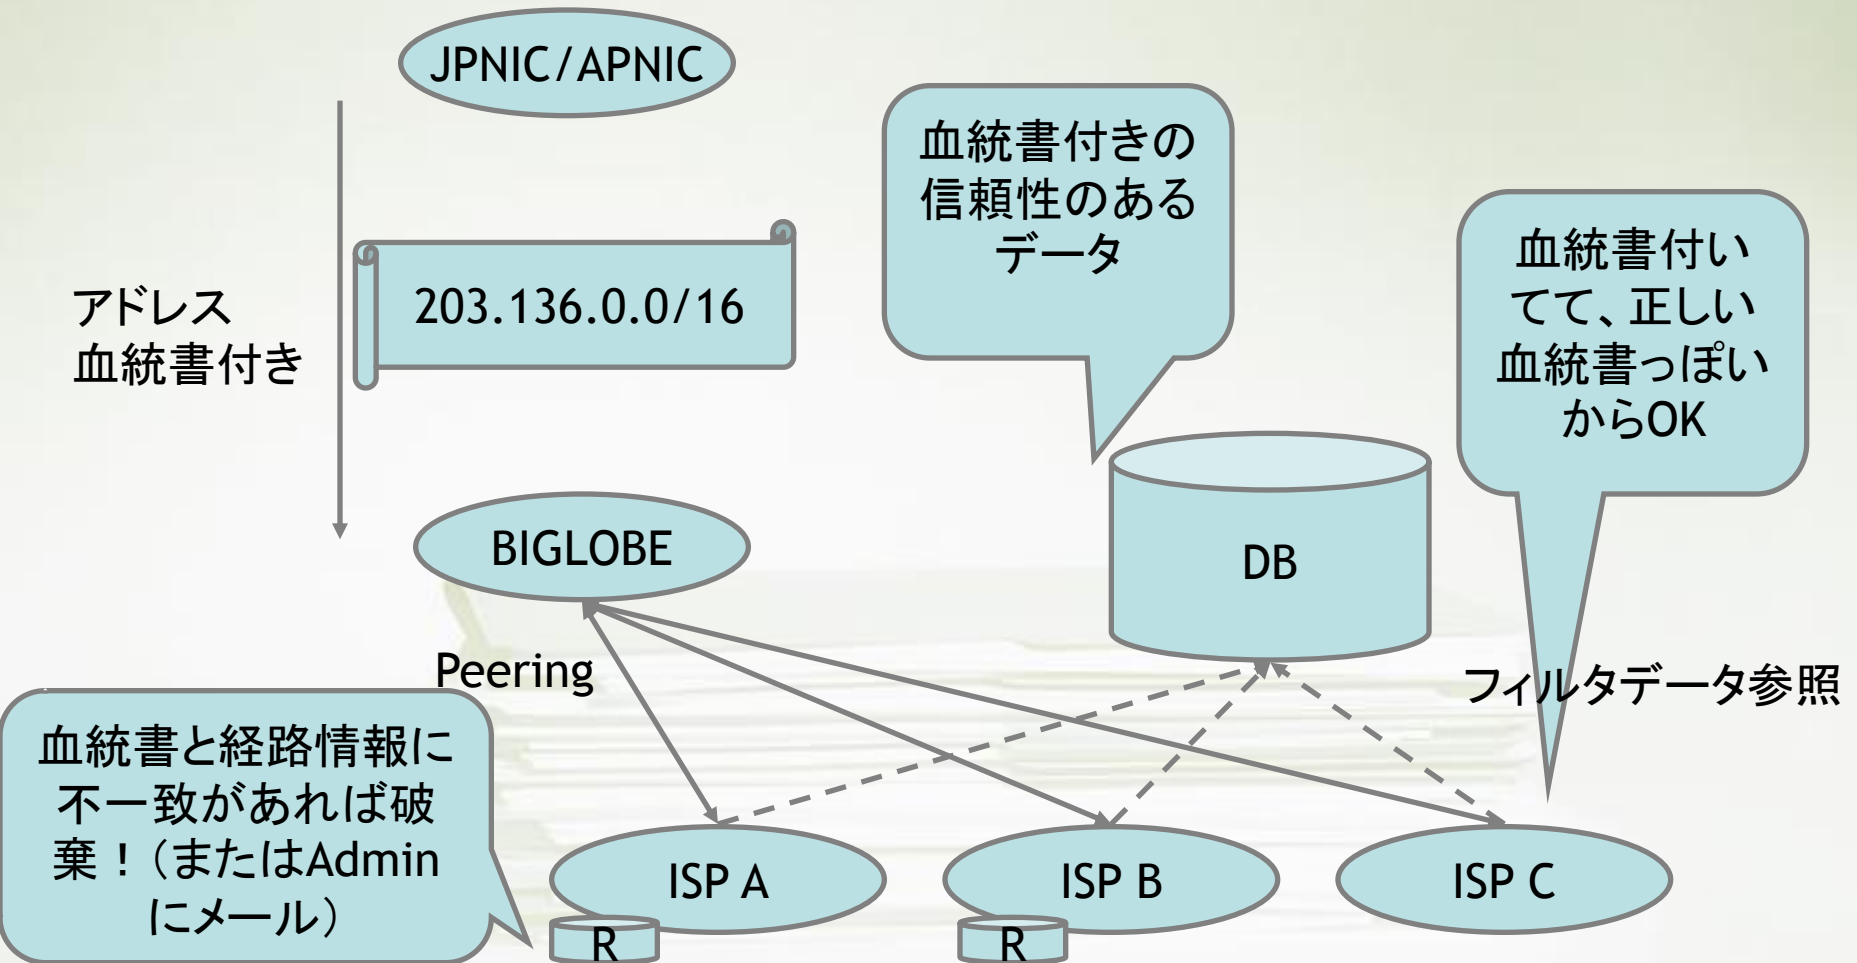 JPNIC/APNIC
血統書付きの
信頼性のある
データ
血統書付い
てて、正しい
血統書っぽい
からOK
アドレス
血統書付き
203.136.0.0/16
BIGLOBE
DB
Peering
フィルタデータ参照
血統書と経路情報に
不一致があれば破
棄！（またはAdmin
にメール）
ISP A
ISP B
ISP C
R
R